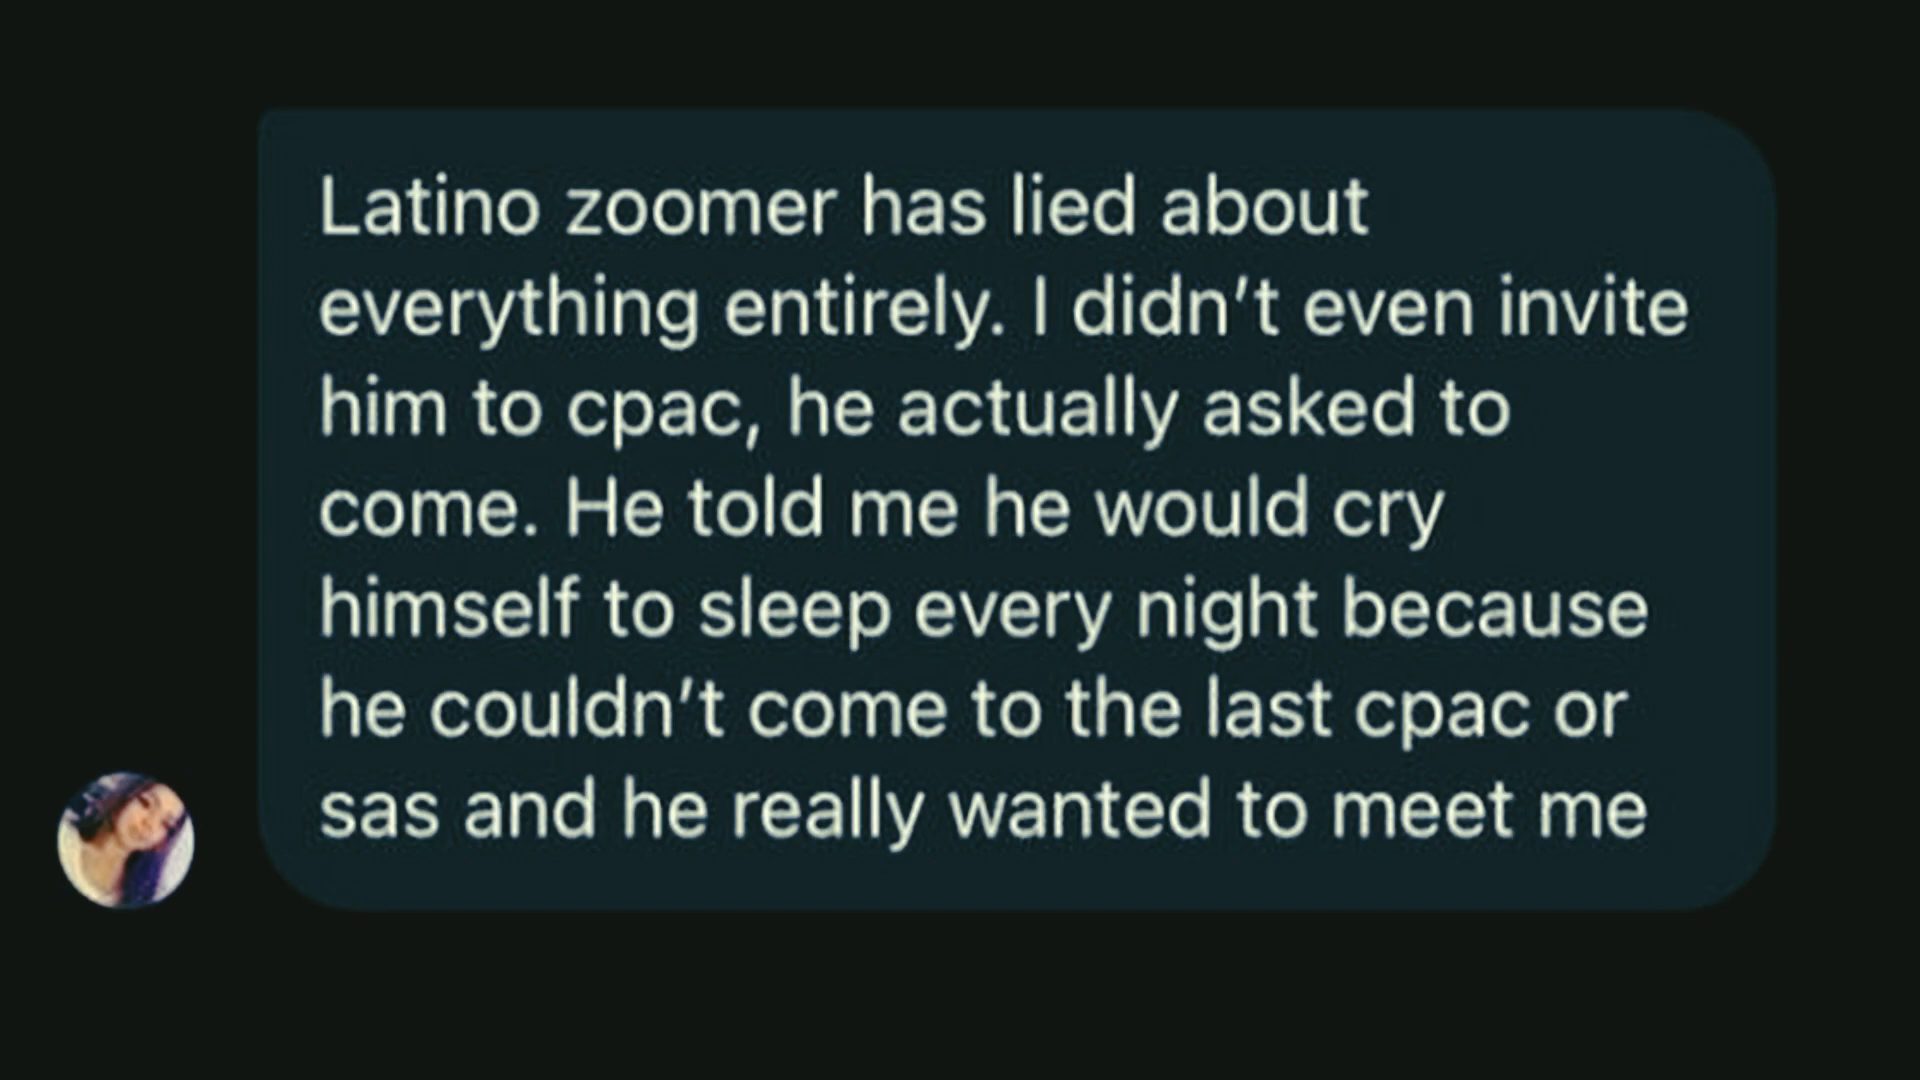 Latino zoomer has lied about
everything entirely. I didn’t even invite
him to cpac, he actually asked to
come. He told me he would cry
himself to sleep every night because
he couldn’t come to the last cpac or
sas and he really wanted to meet me